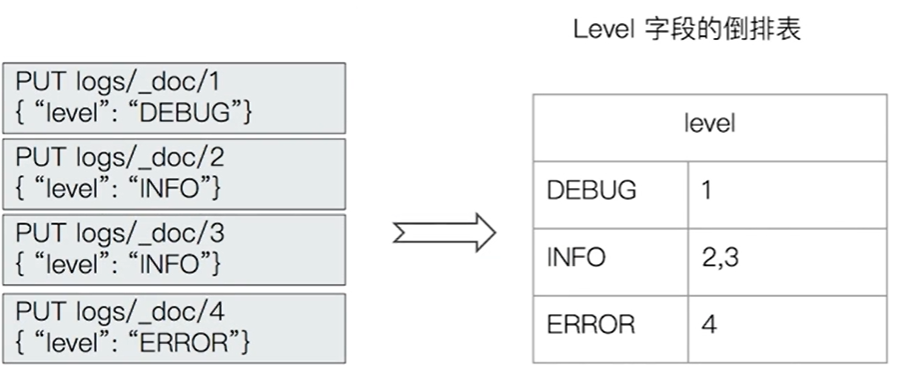 Level 字段的倒排表
PUT logs/_doc/1
{ “level”: “DEBUG”}
PUT logs/_doc/2
{ “level”: “INFO”}
PUT logs/_doc/3
{ “level”: “INFO”}
PUT logs/_doc/4
{ “level”: “ERROR”}
level
DEBUG 1
INFO 2,3
ERROR 4